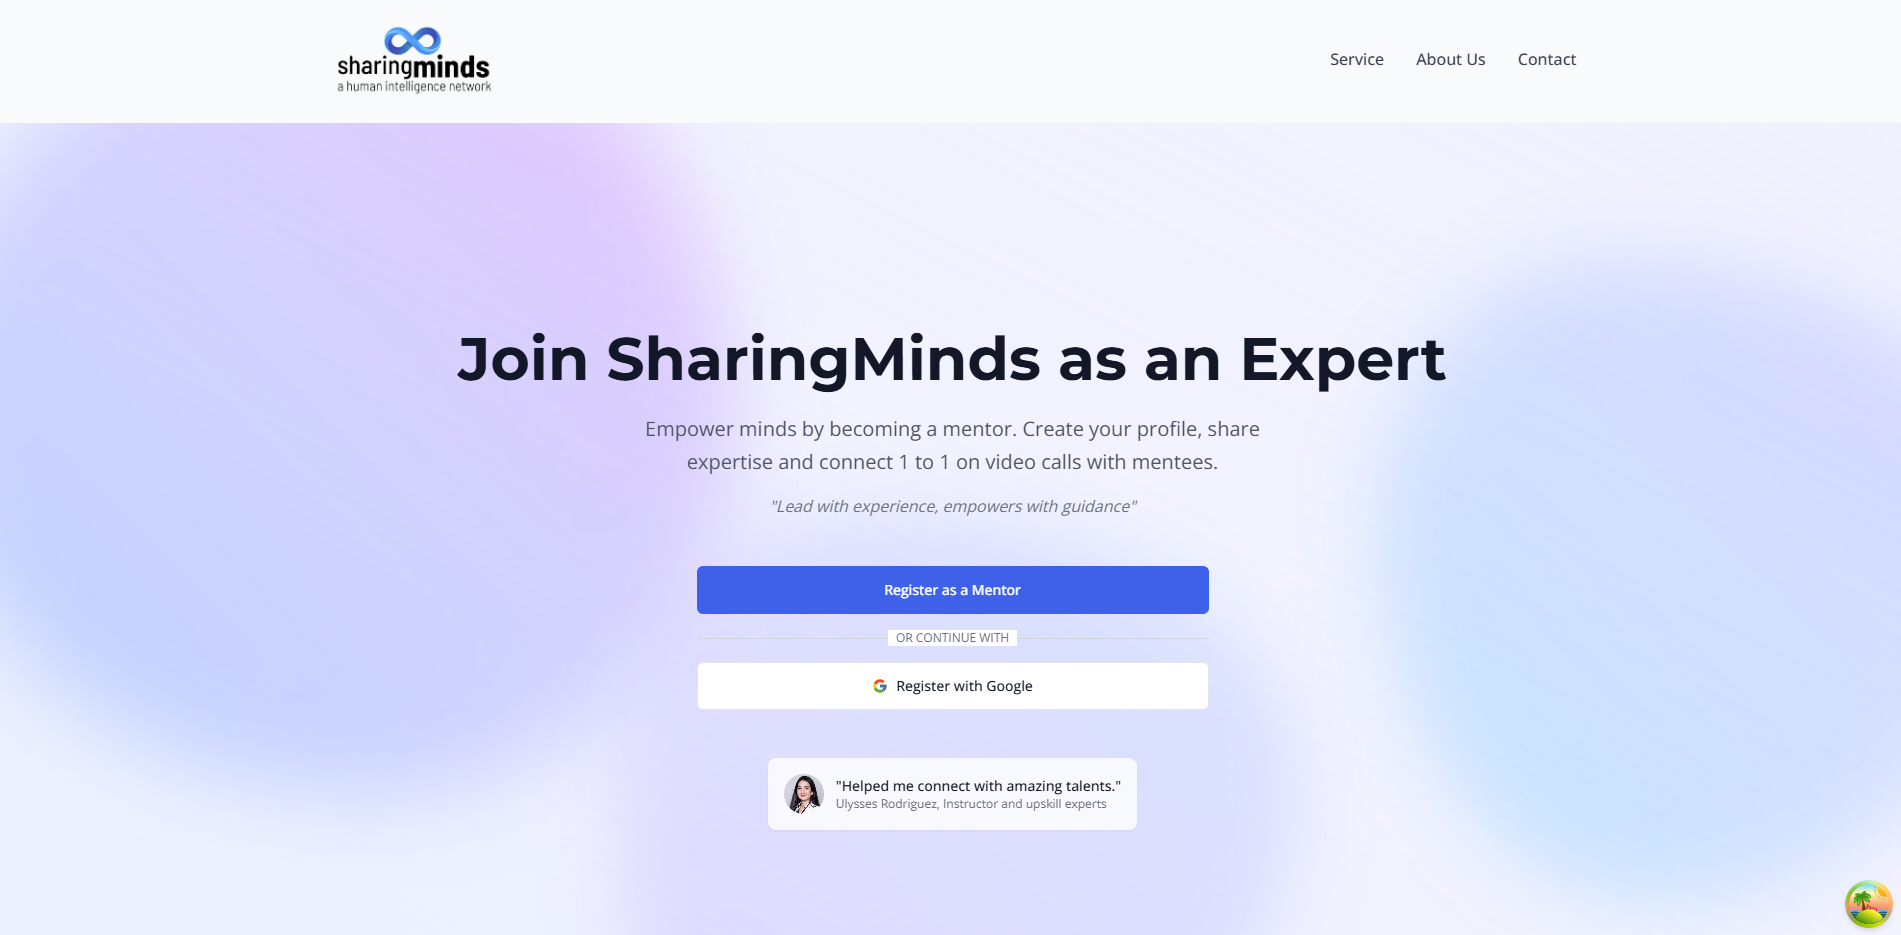 sharingminds
a human intelligence network
Service
About Us
Contact
Join SharingMinds as an Expert
Empower minds by becoming a mentor. Create your profile, share
expertise and connect 1 to 1 on video calls with mentees.
"Lead with experience, empowers with guidance"
Register as a Mentor
OR CONTINUE WITH
Register with Google
"Helped me connect with amazing talents."
Ulysses Rodriguez, Instructor and upskill experts